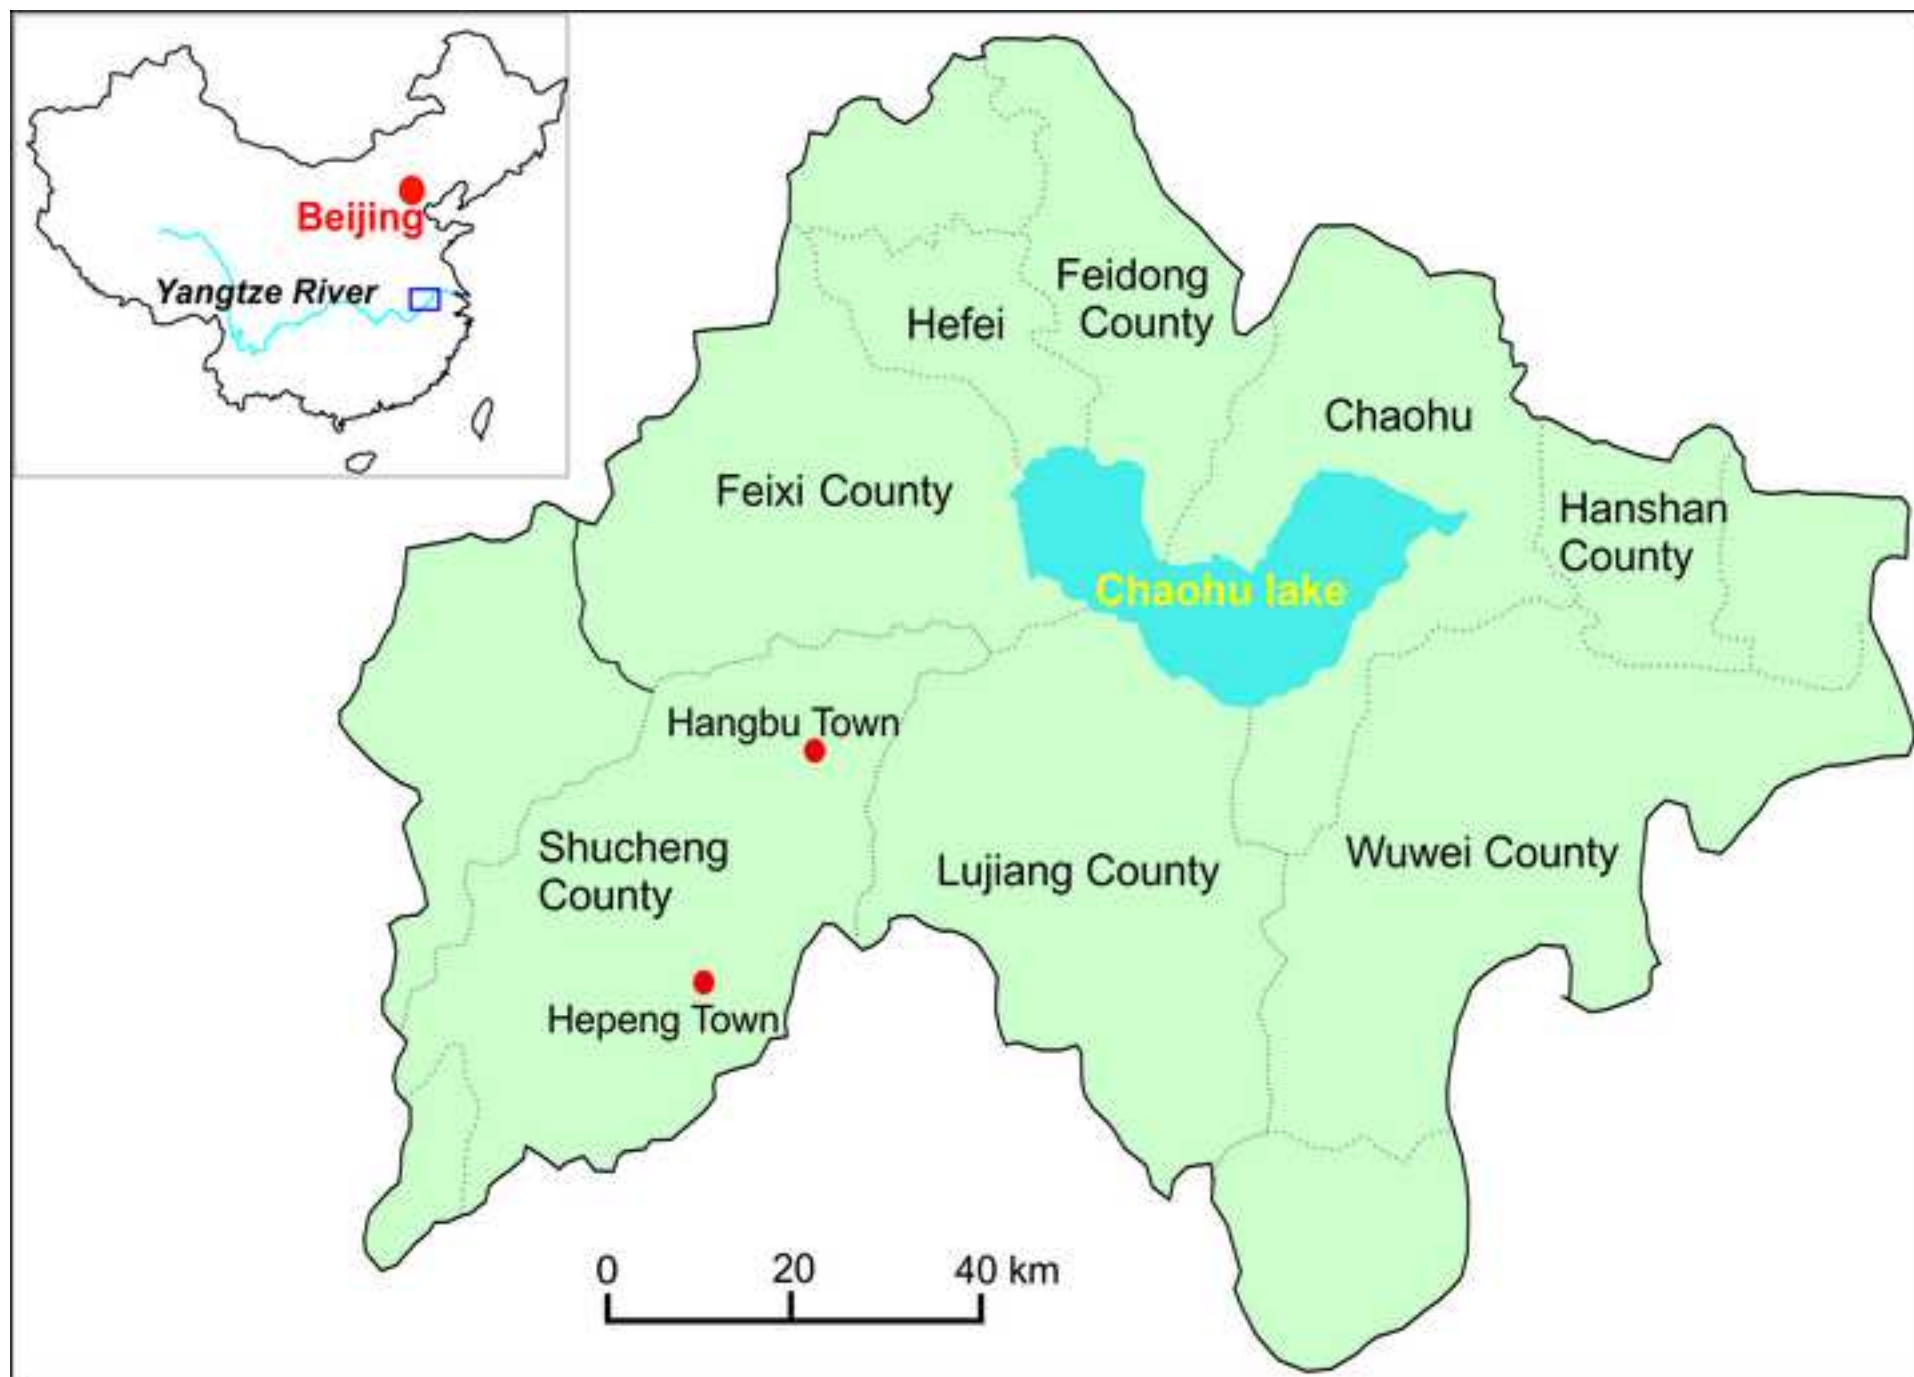 Beijing
Yangtze River
Feidong
County
Hefei
Chaohu
Feixi County
Hanshan
County
Chaohu lake
Hangbu Town
Shucheng
County
Lujiang County
Wuwei County
Hepeng Town
0 20 40 km